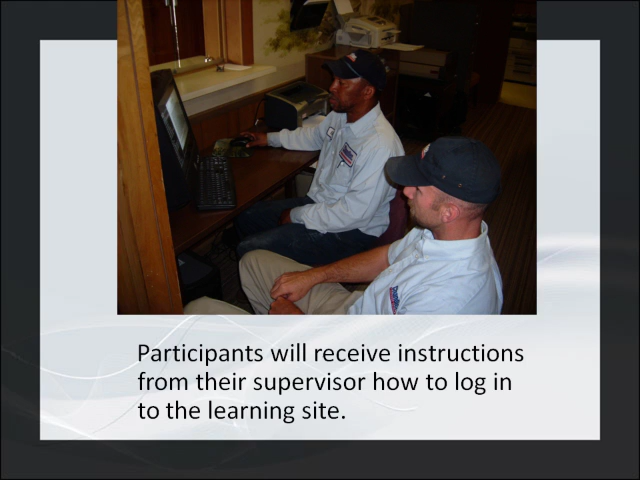 Participants will receive instructions
from their supervisor how to log in
to the learning site.